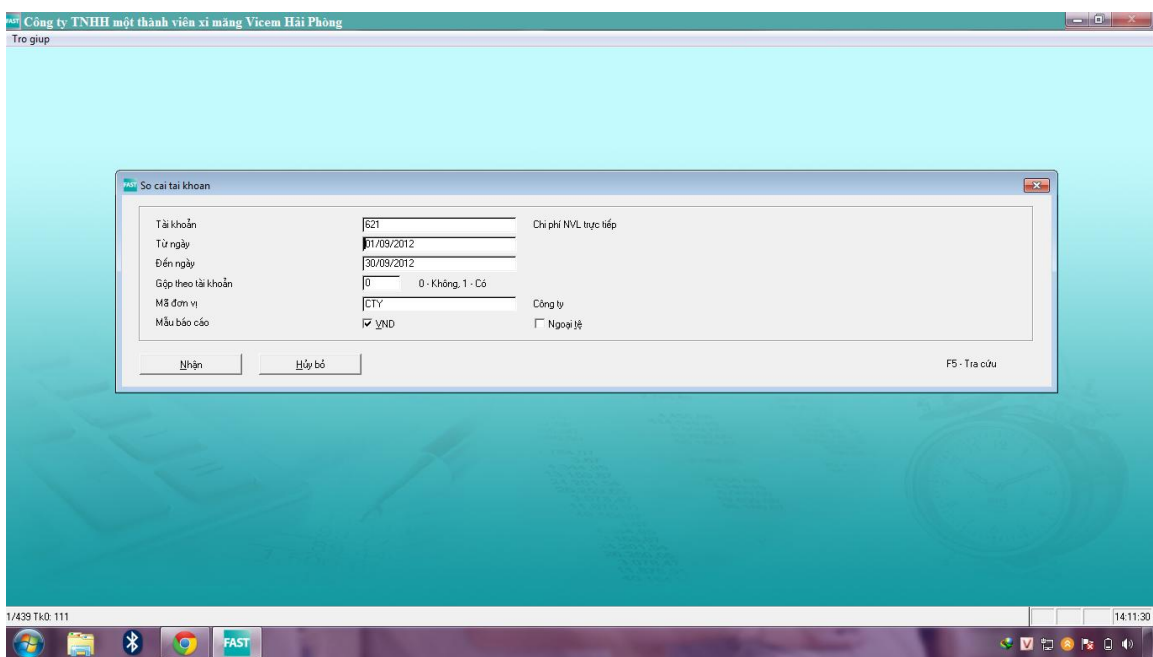 FAST Công ty TNHH một thành viên xi măng Vicem Hải Phòng
Tro giup
FAST So cai tai khoan
Tài khoản 621 Chi phí NVL trực tiếp
Từ ngày 01/09/2012
Đến ngày 30/09/2012
Gộp theo tài khoản 0 0 - Không, 1 - Có
Mã đơn vị CTY Công ty
Mẫu báo cáo VND Ngoại tệ
Nhận Hủy bỏ F5 - Tra cứu
1/439 Tk0: 111 14:11:30
FAST V